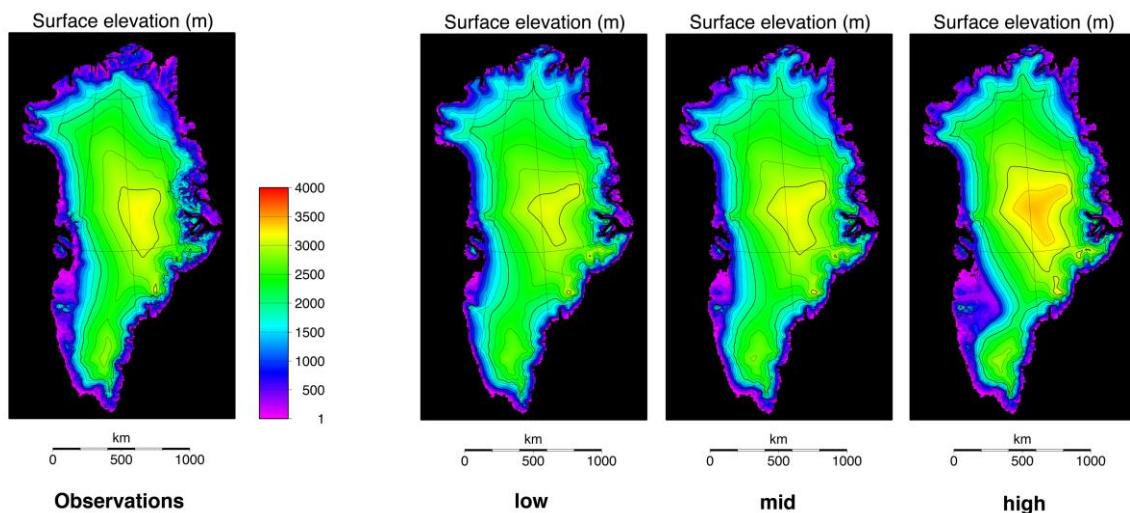 Surface elevation (m)
Surface elevation (m)
Surface elevation (m)
Surface elevation (m)
4000
3500
3000
2500
2000
1500
1000
500
1
km
0 500 1000
km
0 500 1000
km
0 500 1000
km
0 500 1000
Observations
low
mid
high